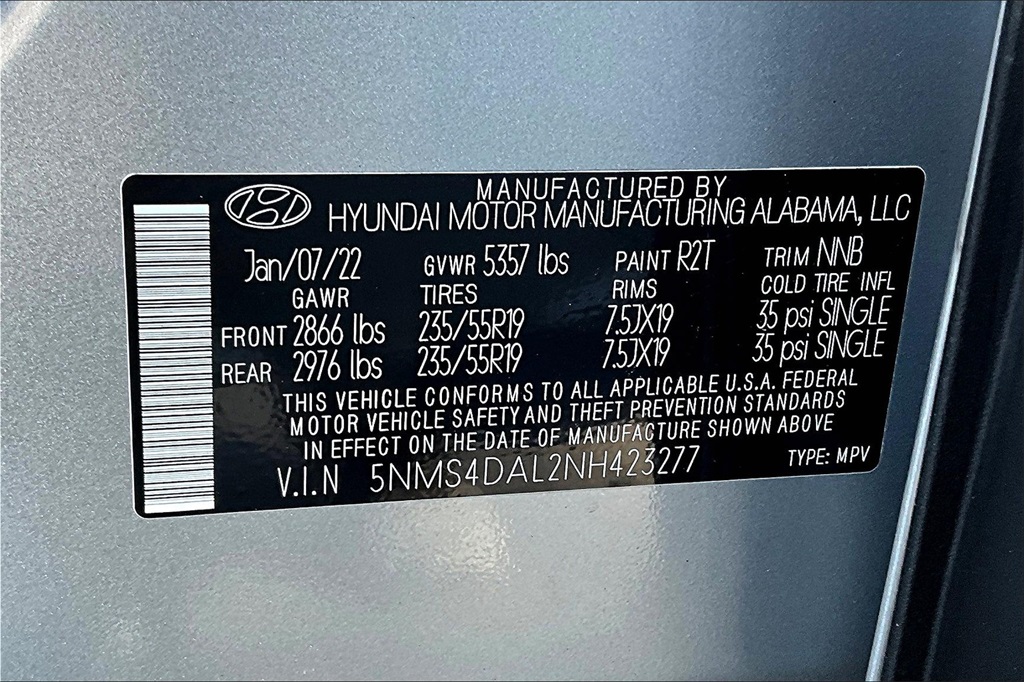 MANUFACTURED BY
HYUNDAI MOTOR MANUFACTURING ALABAMA, LLC
Jan/07/22 GVWR 5357 lbs PAINT R2T TRIM NNB
GAWR TIRES RIMS COLD TIRE INFL
FRONT 2866 lbs 235/55R19 7.5JX19 35 psi SINGLE
REAR 2976 lbs 235/55R19 7.5JX19 35 psi SINGLE
THIS VEHICLE CONFORMS TO ALL APPLICABLE U.S.A. FEDERAL
MOTOR VEHICLE SAFETY AND THEFT PREVENTION STANDARDS
IN EFFECT ON THE DATE OF MANUFACTURE SHOWN ABOVE
V.I.N 5NMS4DAL2NH423277 TYPE: MPV